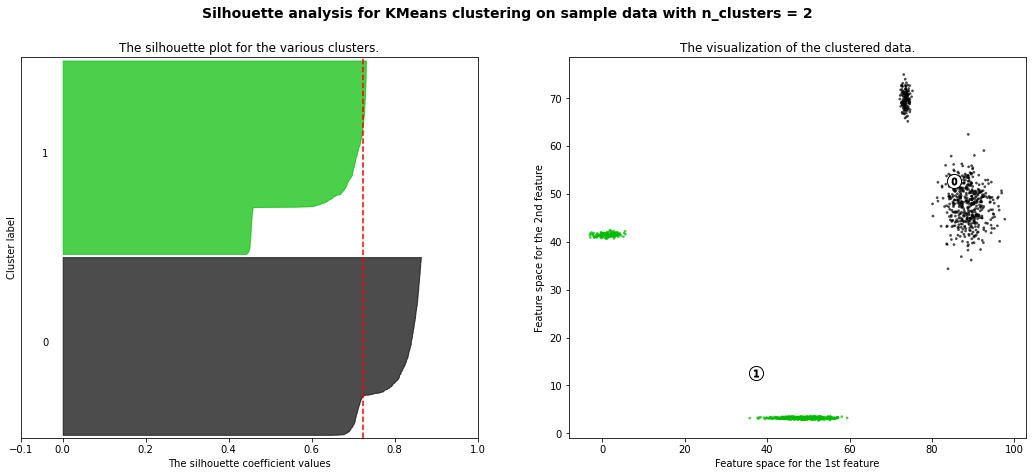 Silhouette analysis for KMeans clustering on sample data with n_clusters = 2
The silhouette plot for the various clusters.
Cluster label
1
0
−0.1 0.0 0.2 0.4 0.6 0.8 1.0
The silhouette coefficient values
The visualization of the clustered data.
Feature space for the 2nd feature
70
60
50
40
30
20
10
0
0
1
0 20 40 60 80 100
Feature space for the 1st feature